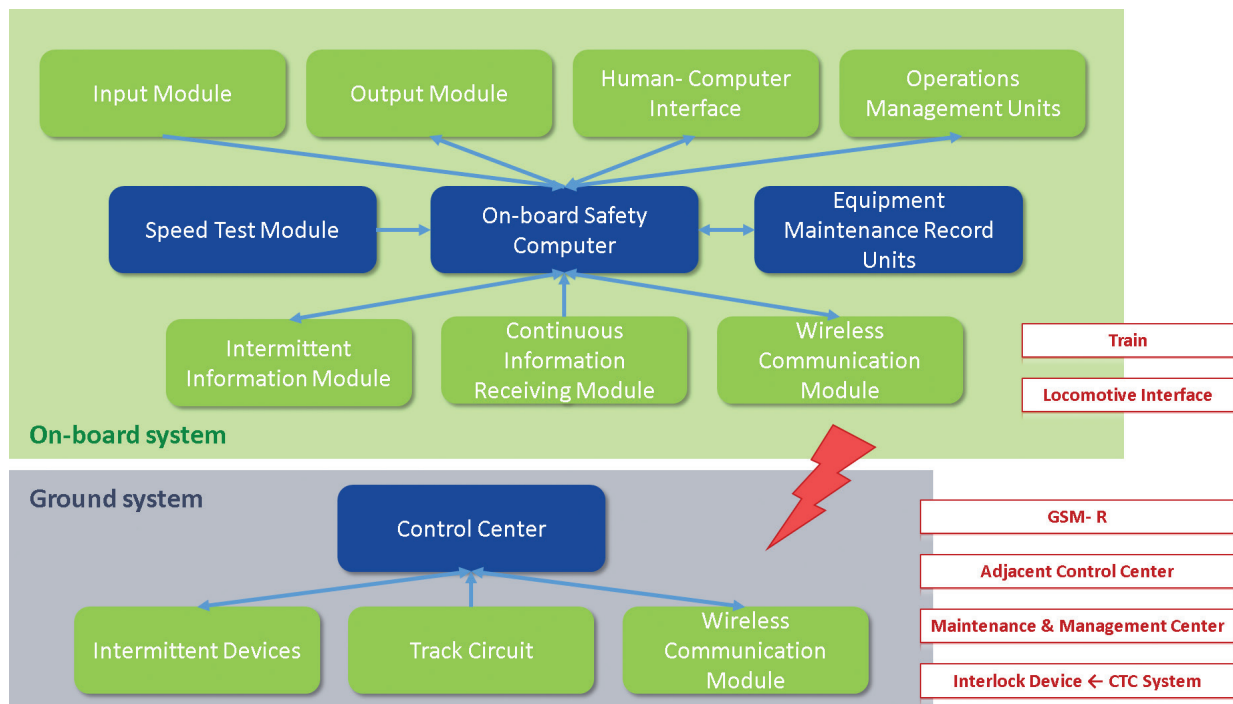 Input Module
Output Module
Human- Computer
Interface
Operations
Management Units
Speed Test Module
On-board Safety
Computer
Equipment
Maintenance Record
Units
Intermittent
Information Module
Continuous
Information
Receiving Module
Wireless
Communication
Module
Train
Locomotive Interface
On-board system
Ground system
Control Center
GSM- R
Adjacent Control Center
Maintenance & Management Center
Interlock Device ← CTC System
Intermittent Devices
Track Circuit
Wireless
Communication
Module